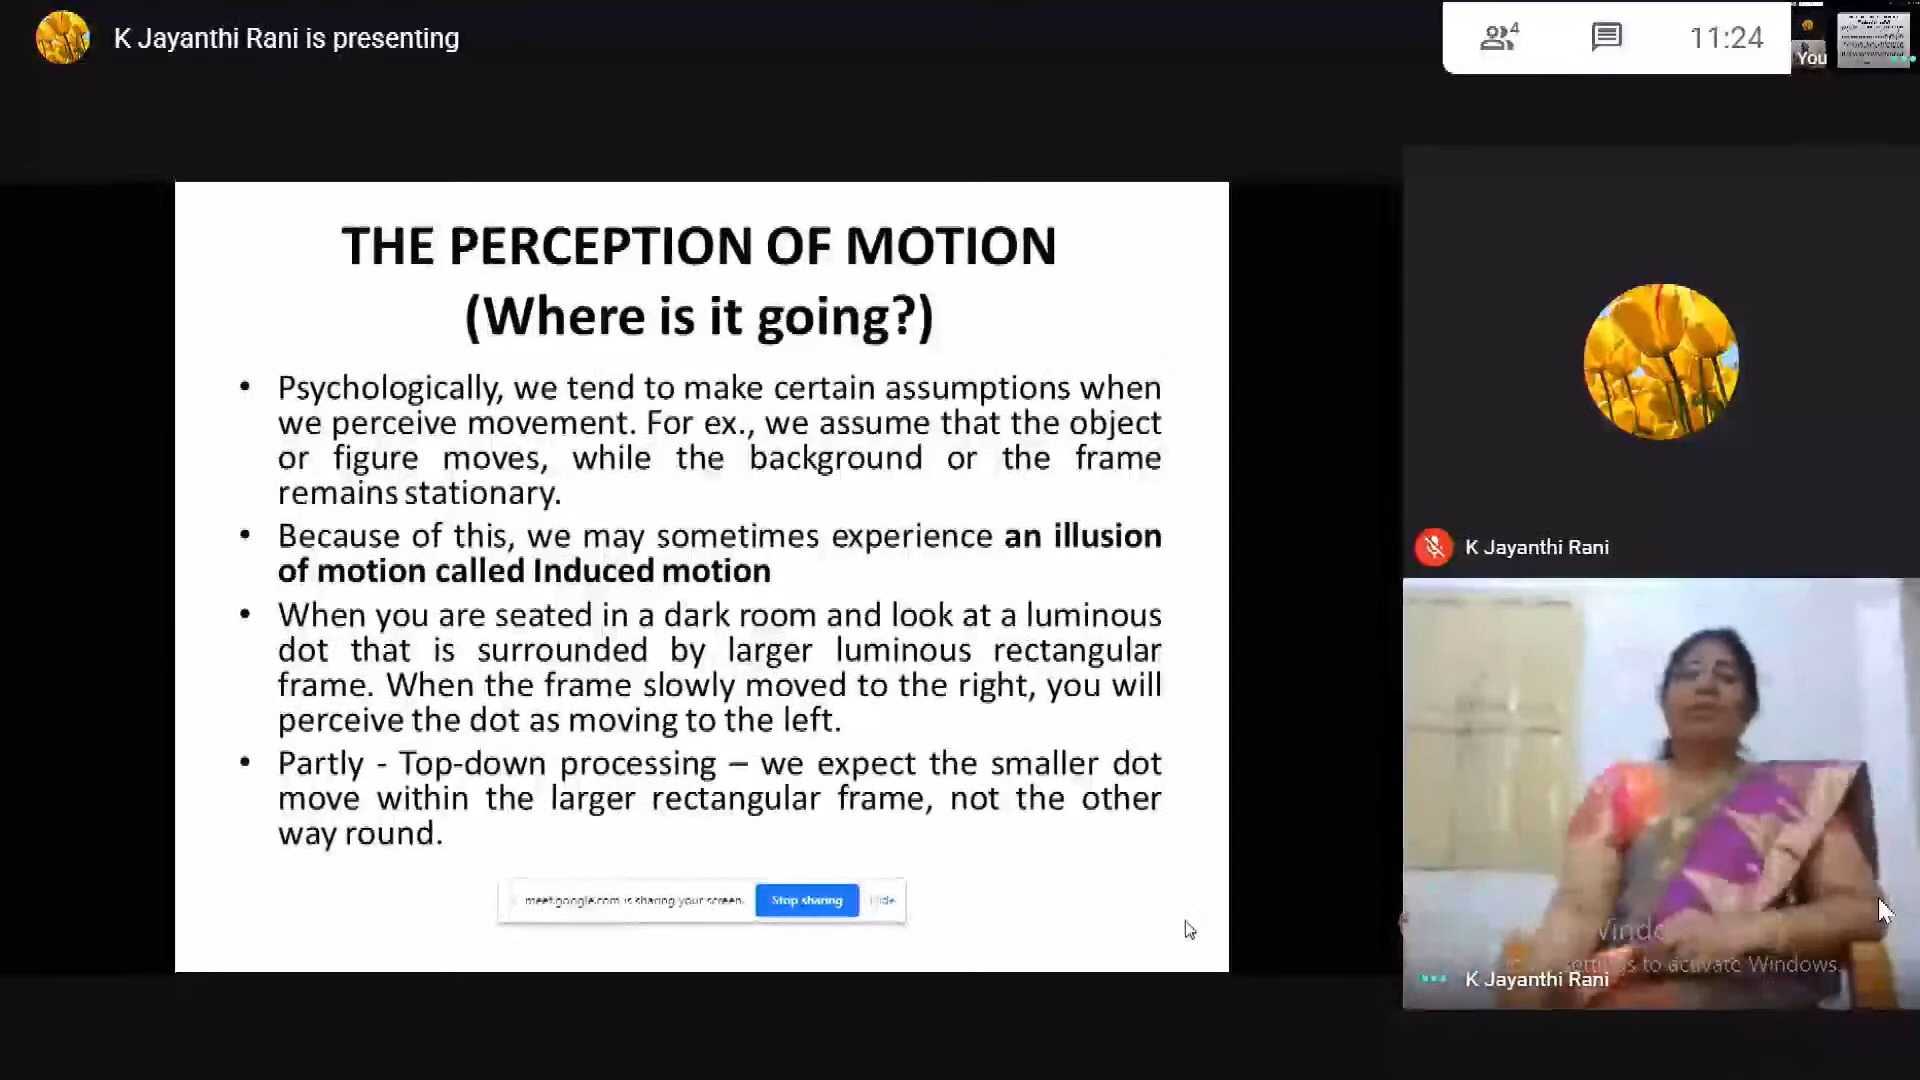 K Jayanthi Rani is presenting
4
11:24
You
THE PERCEPTION OF MOTION
(Where is it going?)
• Psychologically, we tend to make certain assumptions when
we perceive movement. For ex., we assume that the object
or figure moves, while the background or the frame
remains stationary.
• Because of this, we may sometimes experience an illusion
of motion called Induced motion
• When you are seated in a dark room and look at a luminous
dot that is surrounded by larger luminous rectangular
frame. When the frame slowly moved to the right, you will
perceive the dot as moving to the left.
• Partly - Top-down processing – we expect the smaller dot
move within the larger rectangular frame, not the other
way round.
meet.google.com is sharing your screen.
Stop sharing
Hide
K Jayanthi Rani
to activate Windows.
K Jayanthi Rani